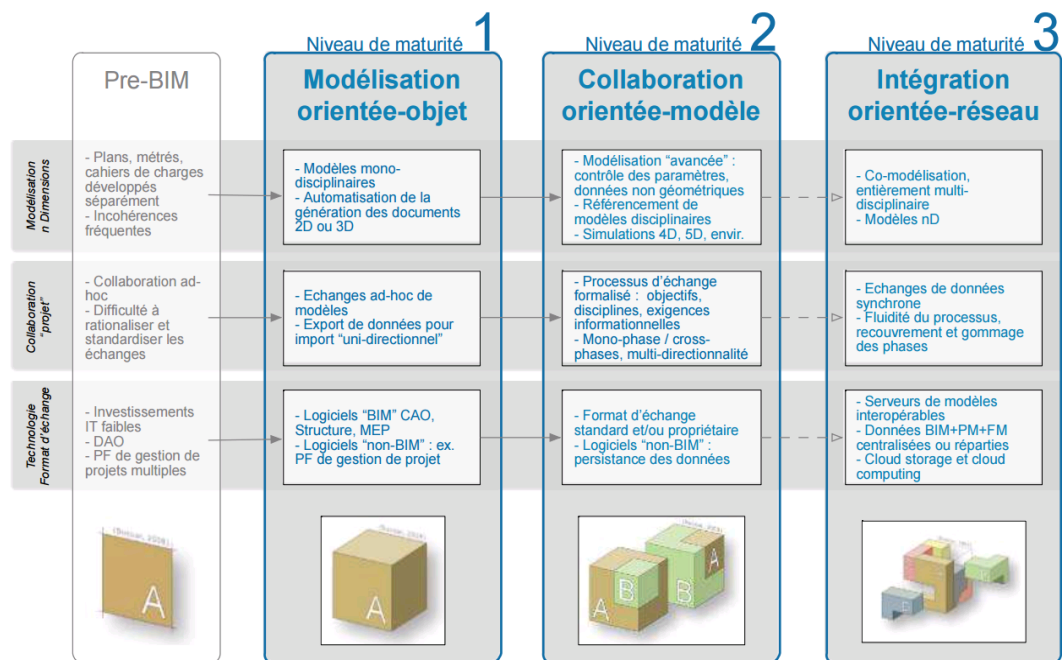 Niveau de maturité 1
Niveau de maturité 2
Niveau de maturité 3
Pre-BIM
Modélisation
orientée-objet
Collaboration
orientée-modèle
Intégration
orientée-réseau
Modélisation
n Dimensions
- Plans, métrés,
cahiers de charges
développés
séparément
- Incohérences
fréquentes
- Modèles mono-
disciplinaires
- Automatisation de la
génération des documents
2D ou 3D
- Modélisation “avancée” :
contrôle des paramètres,
données non géométriques
- Référencement de
modèles disciplinaires
- Simulations 4D, 5D, envir.
- Co-modélisation,
entièrement multi-
disciplinaire
- Modèles nD
Collaboration
“projet”
- Collaboration ad-
hoc
- Difficulté à
rationaliser et
standardiser les
échanges
- Echanges ad-hoc de
modèles
- Export de données pour
import “uni-directionnel”
- Processus d’échange
formalisé : objectifs,
disciplines, exigences
informationnelles
- Mono-phase / cross-
phases, multi-directionnalité
- Echanges de données
synchrone
- Fluidité du processus,
recouvrement et gommage
des phases
Technologie
Format d’échange
- Investissements
IT faibles
- DAO
- PF de gestion de
projets multiples
- Logiciels “BIM” CAO,
Structure, MEP
- Logiciels “non-BIM” : ex.
PF de gestion de projet
- Format d’échange
standard et/ou propriétaire
- Logiciels “non-BIM” :
persistance des données
- Serveurs de modèles
interopérables
- Données BIM+PM+FM
centralisées ou réparties
- Cloud storage et cloud
computing
A
A
A
B
B
A